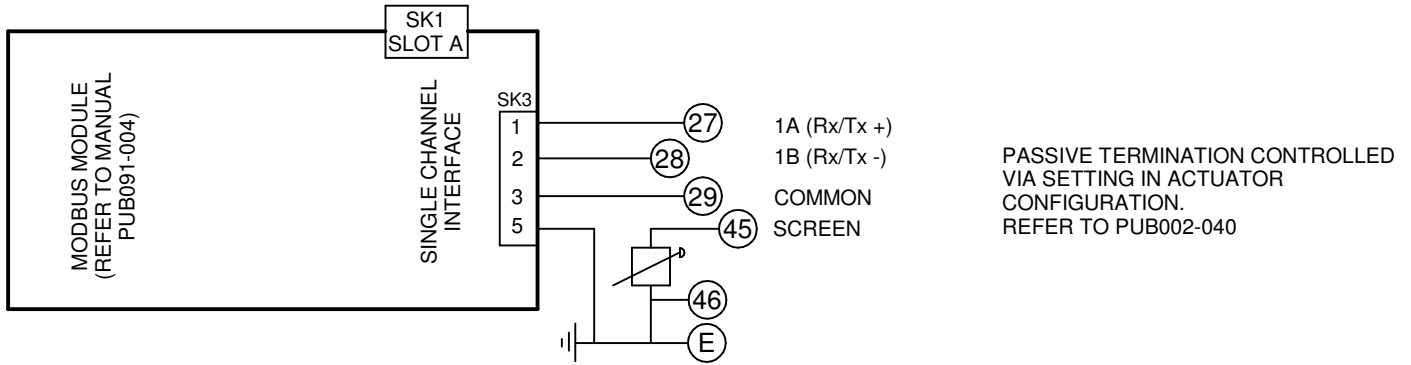 SK1
SLOT A
MODBUS MODULE
(REFER TO MANUAL
PUB091-004)
SINGLE CHANNEL
INTERFACE
SK3
1
2
3
5
27
1A (Rx/Tx +)
28
1B (Rx/Tx -)
29
COMMON
45
SCREEN
46
E
PASSIVE TERMINATION CONTROLLED
VIA SETTING IN ACTUATOR
CONFIGURATION.
REFER TO PUB002-040